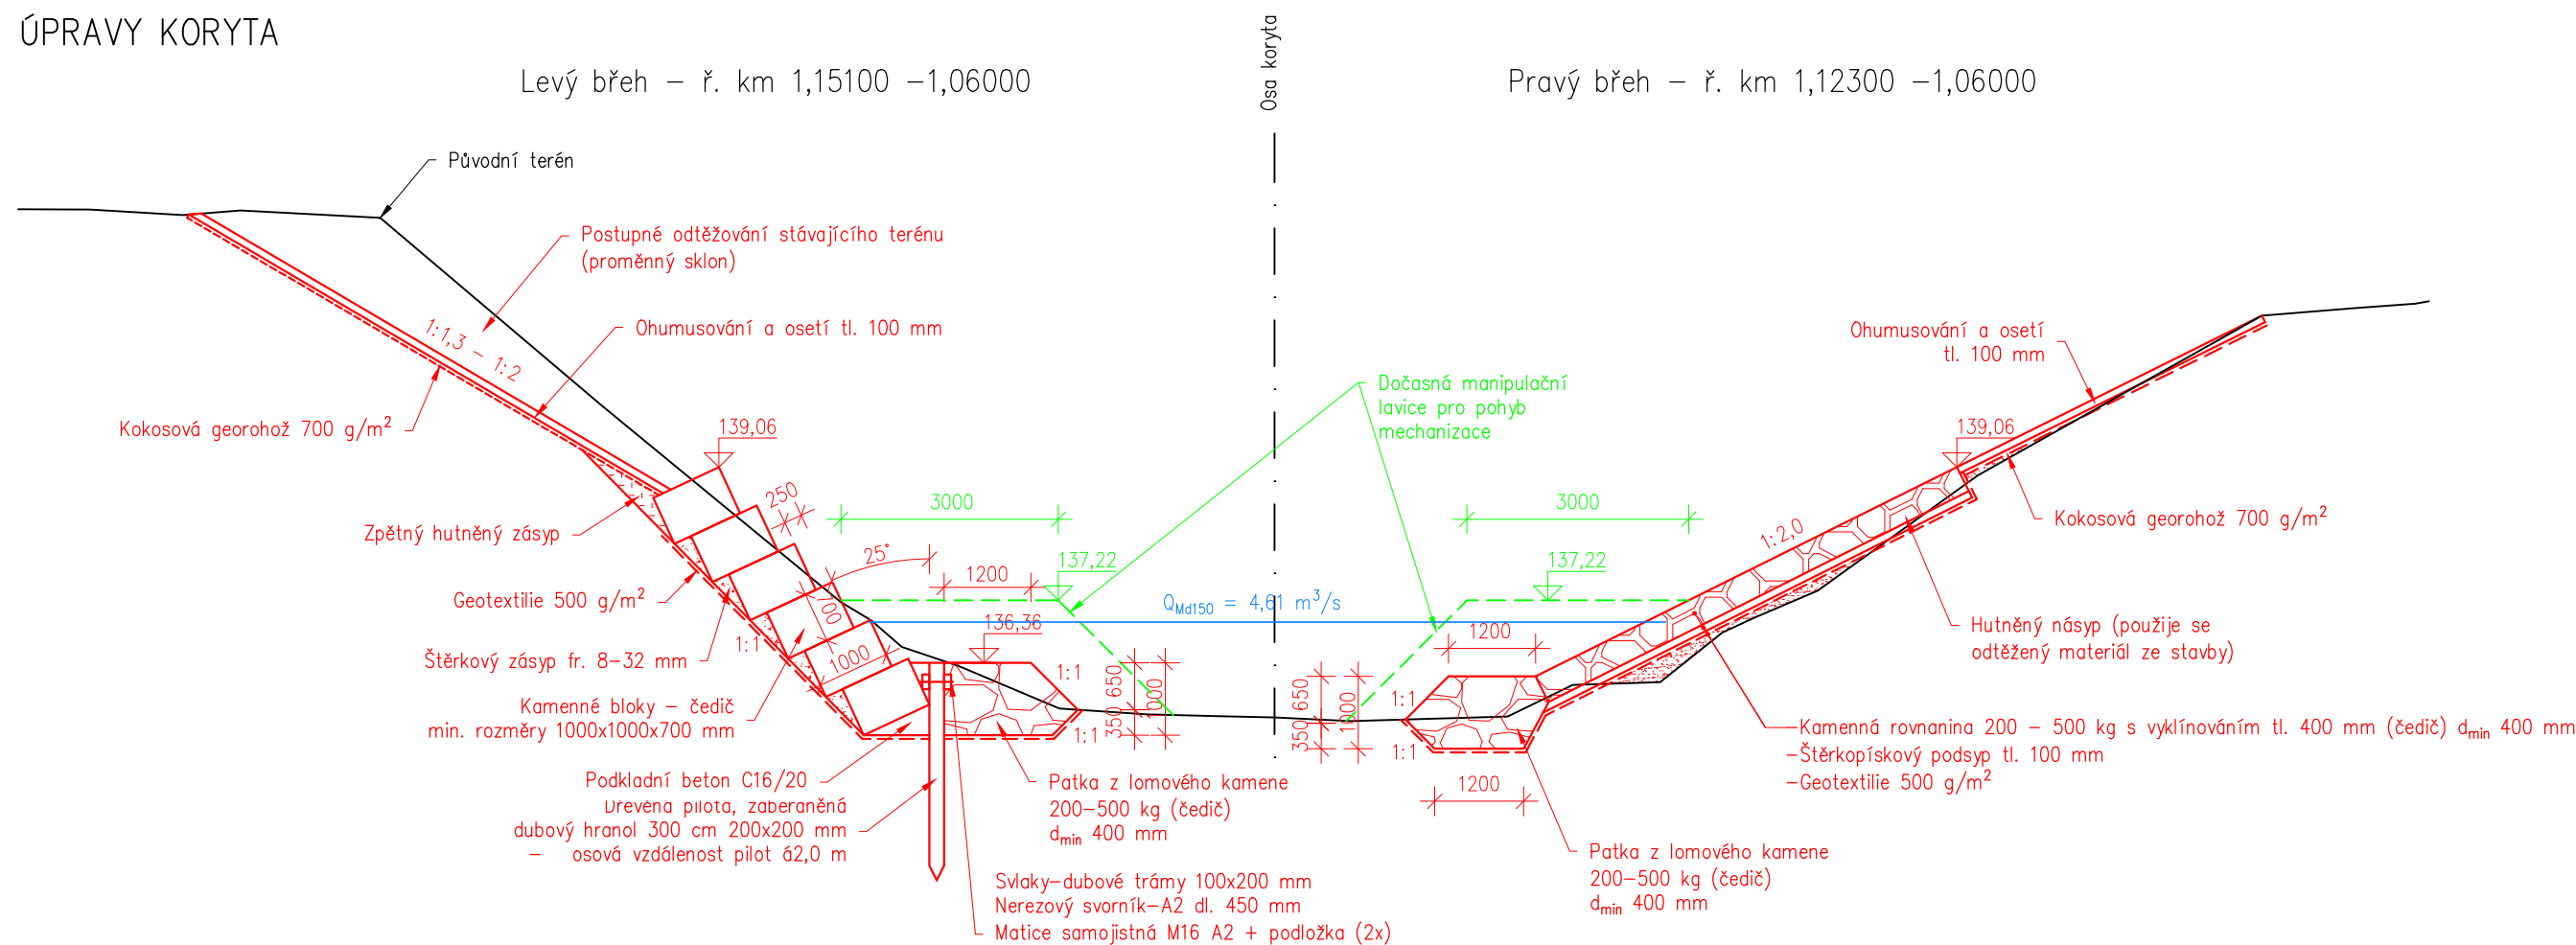 ÚPRAVY KORYTA
Osa koryta
Levý břeh – ř. km 1,15100 –1,06000
Pravý břeh – ř. km 1,12300 –1,06000
Původní terén
Postupné odtěžování stávajícího terénu
(proměnný sklon)
Ohumusování a osetí tl. 100 mm
1:1,3 – 1:2
Kokosová georohož 700 g/m²
139,06
250
Zpětný hutněný zásyp
3000
25°
1200
137,22
Geotextilie 500 g/m²
700
136,36
1:1
1000
Štěrkový zásyp fr. 8–32 mm
1:1
650
350
1000
1:1
Kamenné bloky – čedič
min. rozměry 1000x1000x700 mm
Podkladní beton C16/20
Dřevěná pilota, zaberaněná
dubový hranol 300 cm 200x200 mm
– osová vzdálenost pilot á2,0 m
Patka z lomového kamene
200–500 kg (čedič)
dmin 400 mm
Svlaky–dubové trámy 100x200 mm
Nerezový svorník–A2 dl. 450 mm
Matice samojistná M16 A2 + podložka (2x)
QMd150 = 4,61 m³/s
Dočasná manipulační
lavice pro pohyb
mechanizace
3000
137,22
1200
1:2,0
650
350
1000
1:1
1:1
1200
Ohumusování a osetí
tl. 100 mm
139,06
Kokosová georohož 700 g/m²
Hutněný násyp (použije se
odtěžený materiál ze stavby)
–Kamenná rovnanina 200 – 500 kg s vyklínováním tl. 400 mm (čedič) dmin 400 mm
–Štěrkopískový podsyp tl. 100 mm
–Geotextilie 500 g/m²
Patka z lomového kamene
200–500 kg (čedič)
dmin 400 mm